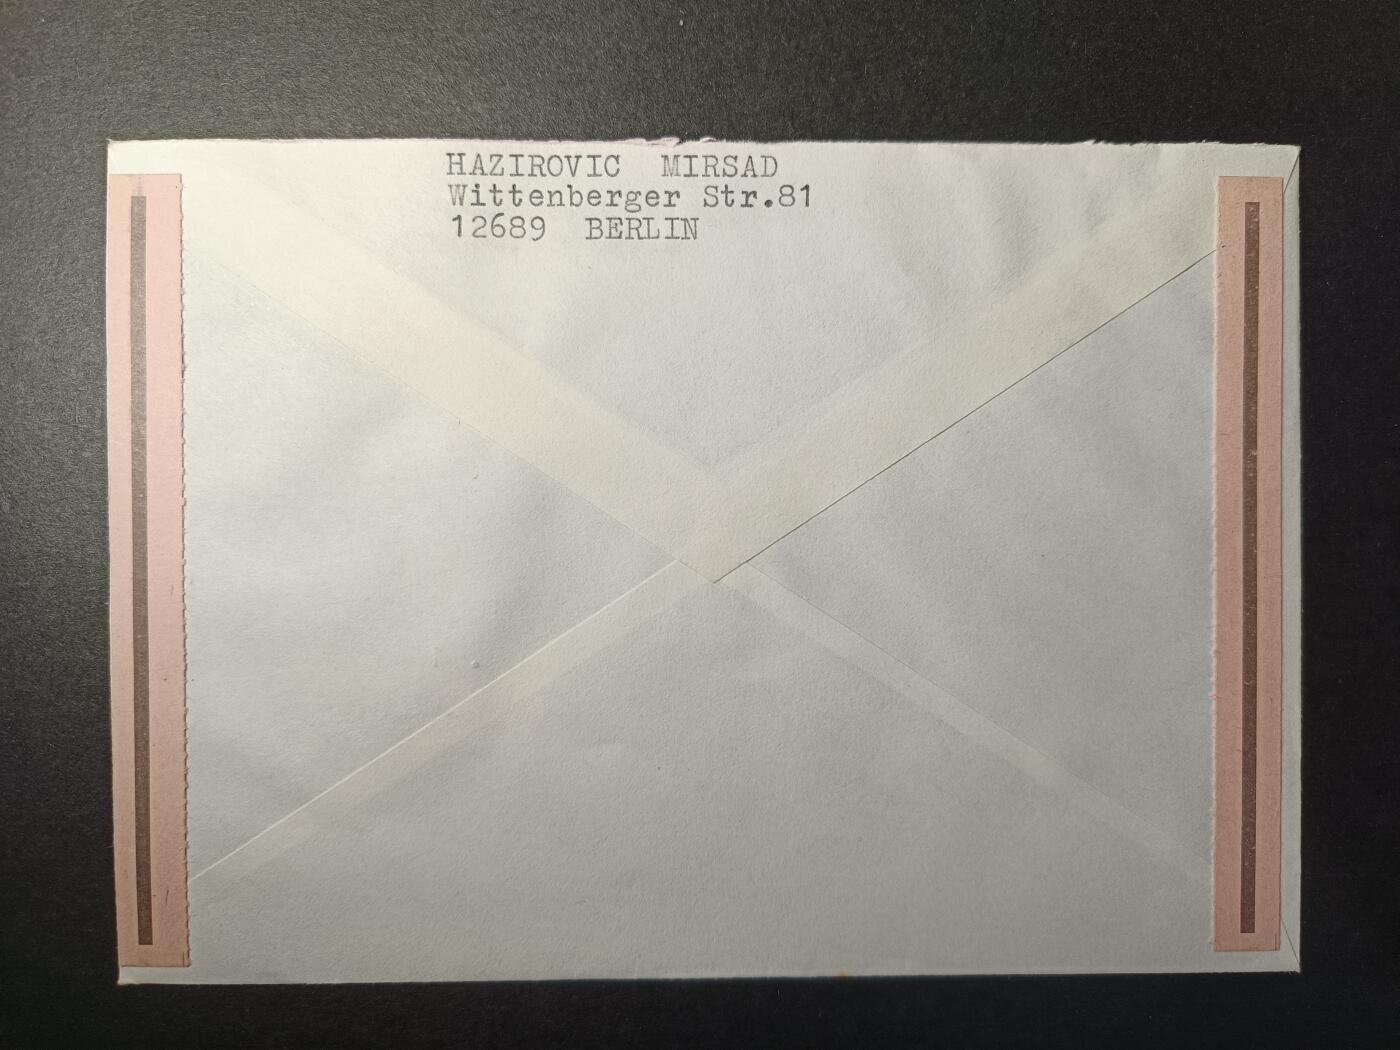 HAZIROVIC MIRSAD
Wittenberger Str.81
12689 BERLIN